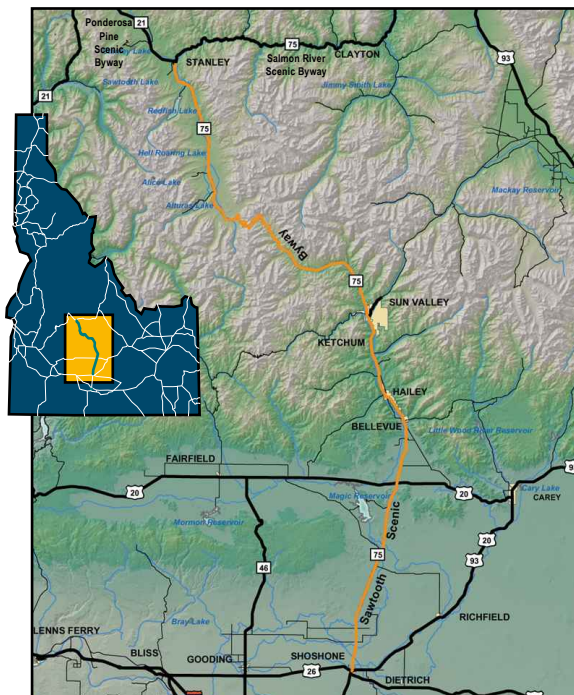 Ponderosa
Pine
Scenic
Byway
21
75
CLAYTON
93
STANLEY
Salmon River
Scenic Byway
Sawtooth Lake
Jimmy Smith Lake
21
Redfish Lake
75
Hell Roaring Lake
Alice Lake
Mackay Reservoir
Alturas Lake
Byway
75
SUN VALLEY
KETCHUM
HAILEY
BELLEVUE
Little Wood River Reservoir
FAIRFIELD
20
Magic Reservoir
20
Cary Lake
CAREY
Mormon Reservoir
Scenic
20
75
93
46
Sawtooth
RICHFIELD
Bray Lake
LENNS FERRY
BLISS
GOODING
SHOSHONE
26
DIETRICH